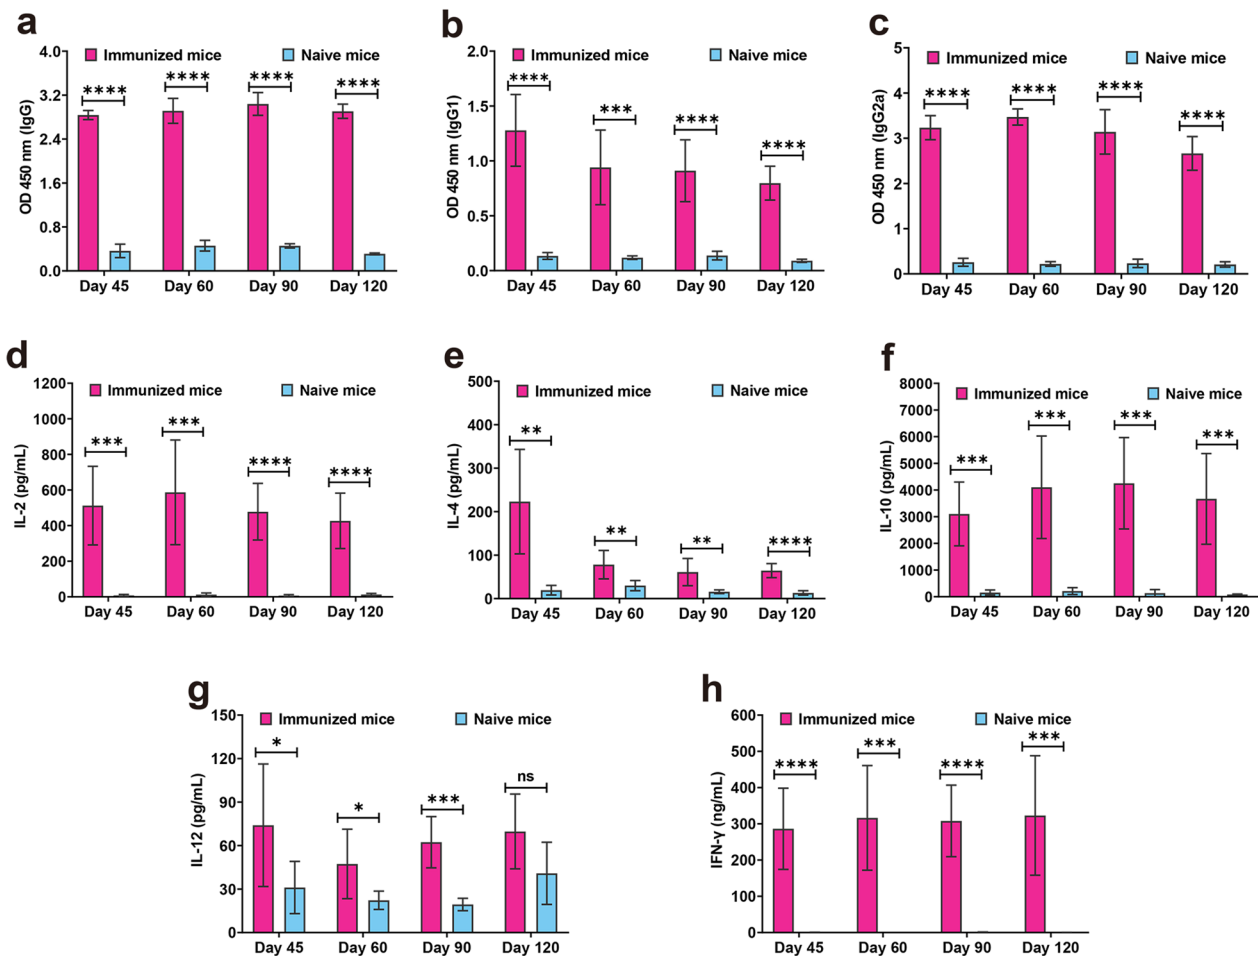 a
4.0
3.2
2.4
1.6
0.8
0.0
OD 450 nm (IgG)
Immunized mice
Naive mice
****
****
****
****
Day 45
Day 60
Day 90
Day 120
b
2.0
1.5
1.0
0.5
0.0
OD 450 nm (IgG1)
Immunized mice
Naive mice
****
***
****
****
Day 45
Day 60
Day 90
Day 120
c
5
4
3
2
1
0
OD 450 nm (IgG2a)
Immunized mice
Naive mice
****
****
****
****
Day 45
Day 60
Day 90
Day 120
d
1200
1000
800
600
400
200
0
IL-2 (pg/mL)
Immunized mice
Naive mice
***
***
****
****
Day 45
Day 60
Day 90
Day 120
e
500
400
300
200
100
0
IL-4 (pg/mL)
Immunized mice
Naive mice
**
**
**
****
Day 45
Day 60
Day 90
Day 120
f
8000
7000
6000
5000
4000
3000
2000
1000
0
IL-10 (pg/mL)
Immunized mice
Naive mice
***
***
***
***
Day 45
Day 60
Day 90
Day 120
g
150
120
90
60
30
0
IL-12 (pg/mL)
Immunized mice
Naive mice
*
*
***
ns
Day 45
Day 60
Day 90
Day 120
h
600
500
400
300
200
100
0
IFN-γ (ng/mL)
Immunized mice
Naive mice
****
***
****
***
Day 45
Day 60
Day 90
Day 120